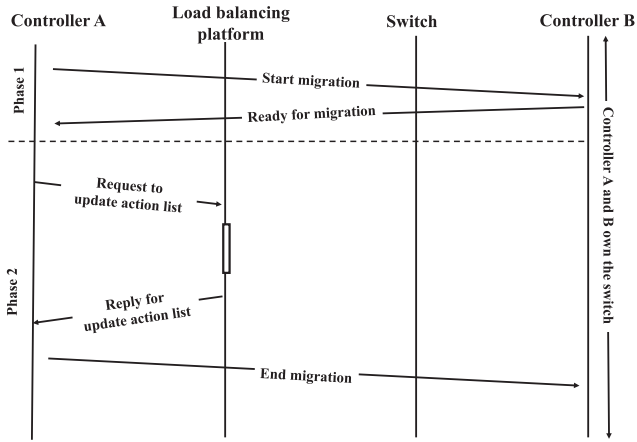 Controller A
Load balancing
platform
Switch
Controller B
Phase 1
Start migration
Ready for migration
Controller A and B own the switch
Phase 2
Request to
update action list
Reply for
update action list
End migration